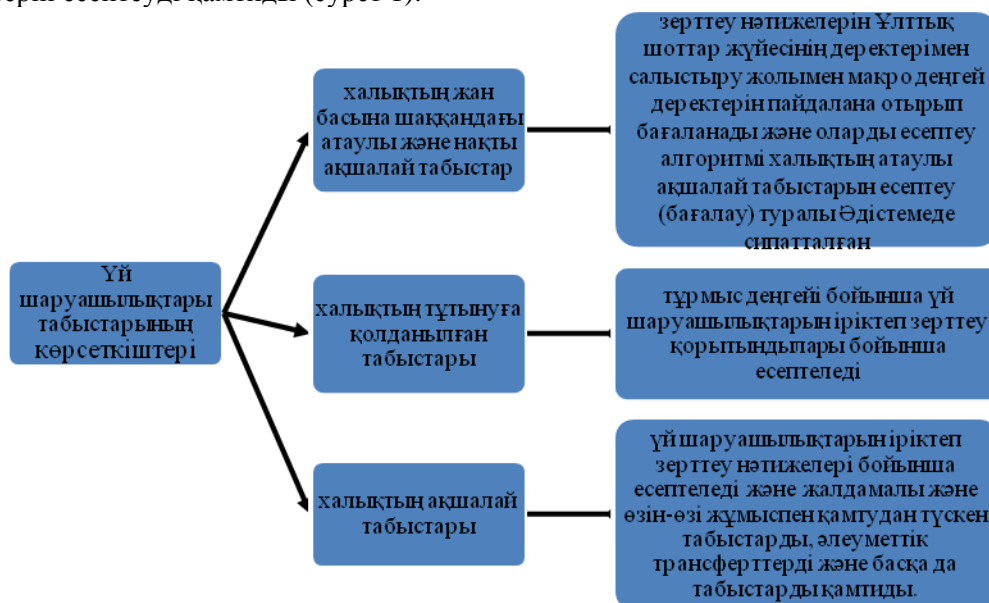 есептеуді қамтиды (сурет 1).
зерттеу нәтижелерін Ұлттық
шоттар жүйесінің деректерімен
салыстыру жолымен макро деңгей
деректерін пайдалана отырып
бағаланады және оларды есептеу
алгоритмі халықтың атаулы
ақшалай табыстарын есептеу
(бағалау) туралы Әдістемеде
сипатталған
халықтың жан
басына шаққандағы
атаулы және нақты
ақшалай табыстар
Үй
шаруашылықтары
табыстарының
көрсеткіштері
халықтың тұтынуға
қолданылған
табыстары
тұрмыс деңгейі бойынша үй
шаруашылықтарын іріктеп зерттеу
қорытындылары бойынша
есептеледі
халықтың ақшалай
табыстары
үй шаруашылықтарын іріктеп
зерттеу нәтижелері бойынша
есептеледі және жалдамалы және
өзін-өзі жұмыспен қамтудан түскен
табыстарды, әлеуметтік
трансферттерді және басқа да
табыстарды қамтиды.